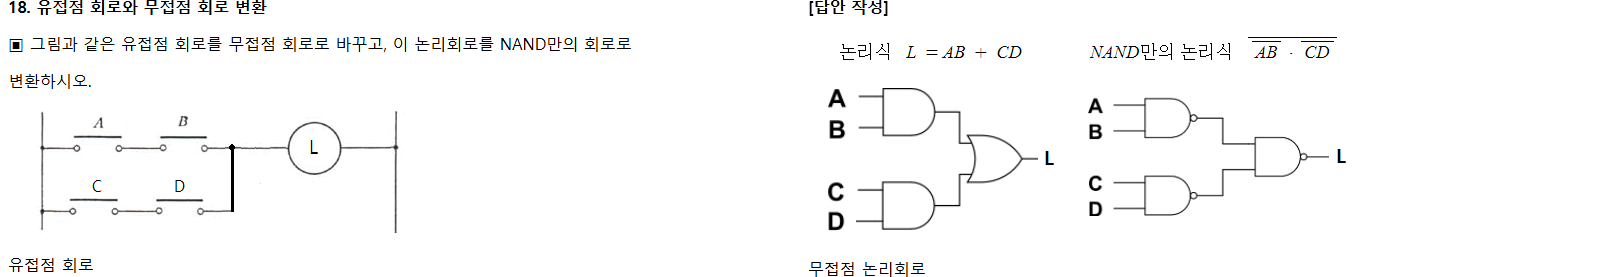 18. 유접점 회로와 무접점 회로 변환
▣ 그림과 같은 유접점 회로를 무접점 회로로 바꾸고, 이 논리회로를 NAND만의 회로로
변환하시오.
A B
L
C D
유접점 회로
[답안 작성]
논리식 L = AB + CD
A
B
C
D
L
무접점 논리회로
NAND만의 논리식 $\overline{\overline{AB} \cdot \overline{CD}}$
A
B
C
D
L